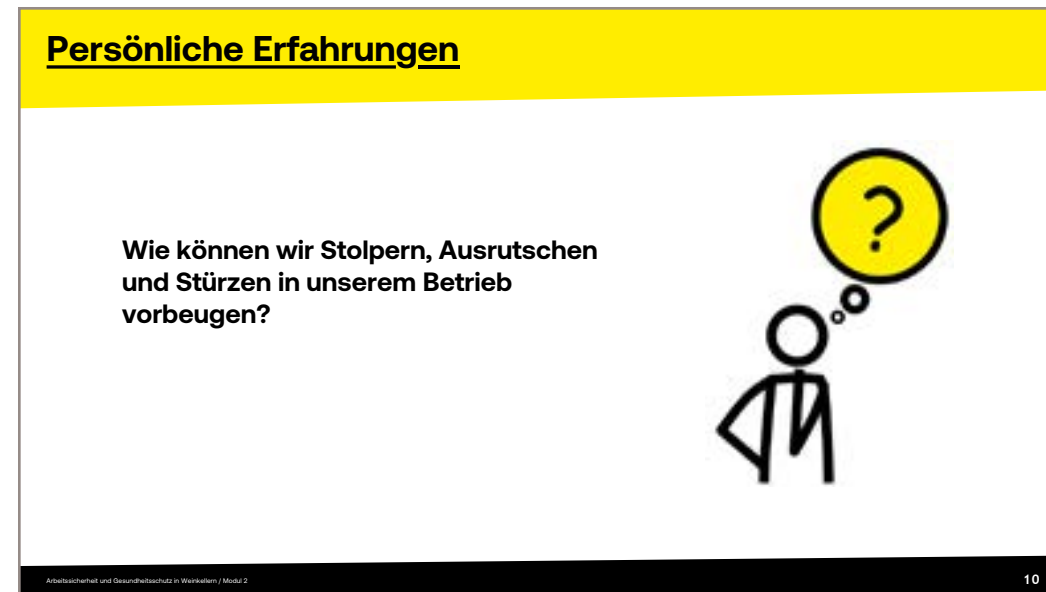 Persönliche Erfahrungen
Wie können wir Stolpern, Ausrutschen
und Stürzen in unserem Betrieb
vorbeugen?
?
Arbeitssicherheit und Gesundheitsschutz in Weinkellern / Modul 2
10